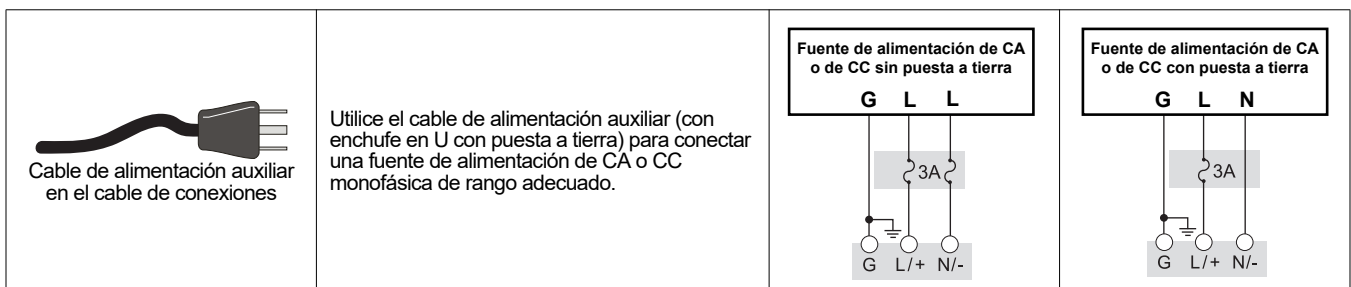 Cable de alimentación auxiliar
en el cable de conexiones
Utilice el cable de alimentación auxiliar (con
enchufe en U con puesta a tierra) para conectar
una fuente de alimentación de CA o CC
monofásica de rango adecuado.
Fuente de alimentación de CA
o de CC sin puesta a tierra
G L L
3A
G L/+ N/-
Fuente de alimentación de CA
o de CC con puesta a tierra
G L N
3A
G L/+ N/-